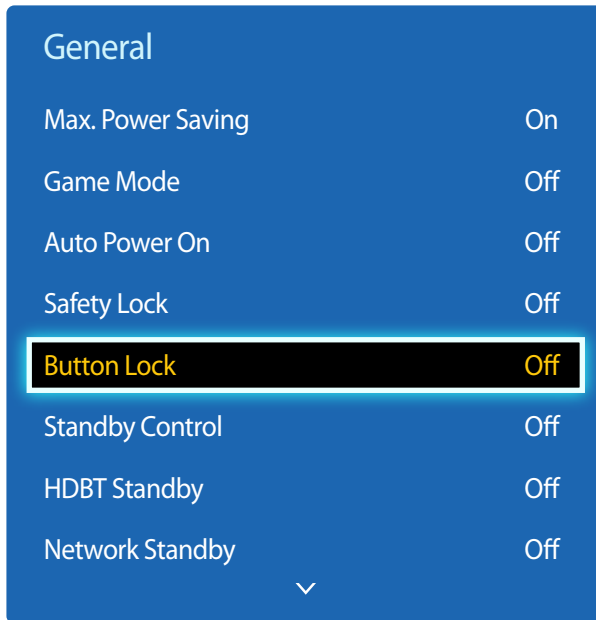 General
Max. Power Saving On
Game Mode Off
Auto Power On Off
Safety Lock Off
Button Lock Off
Standby Control Off
HDBT Standby Off
Network Standby Off